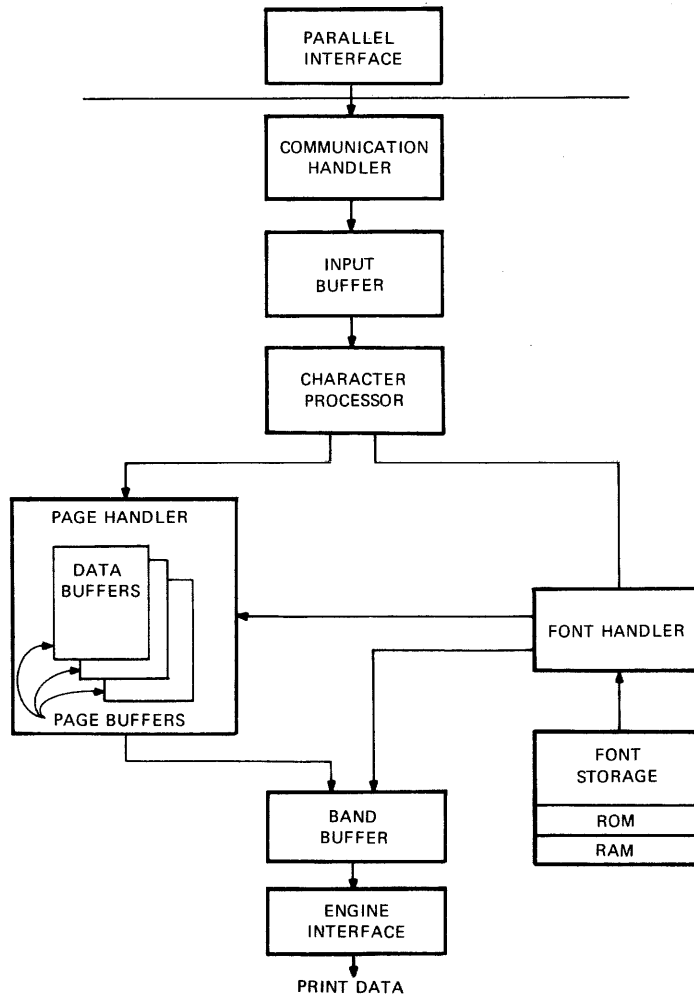 PARALLEL
INTERFACE
COMMUNICATION
HANDLER
INPUT
BUFFER
CHARACTER
PROCESSOR
PAGE HANDLER
DATA
BUFFERS
PAGE BUFFERS
FONT HANDLER
FONT
STORAGE
ROM
RAM
BAND
BUFFER
ENGINE
INTERFACE
PRINT DATA